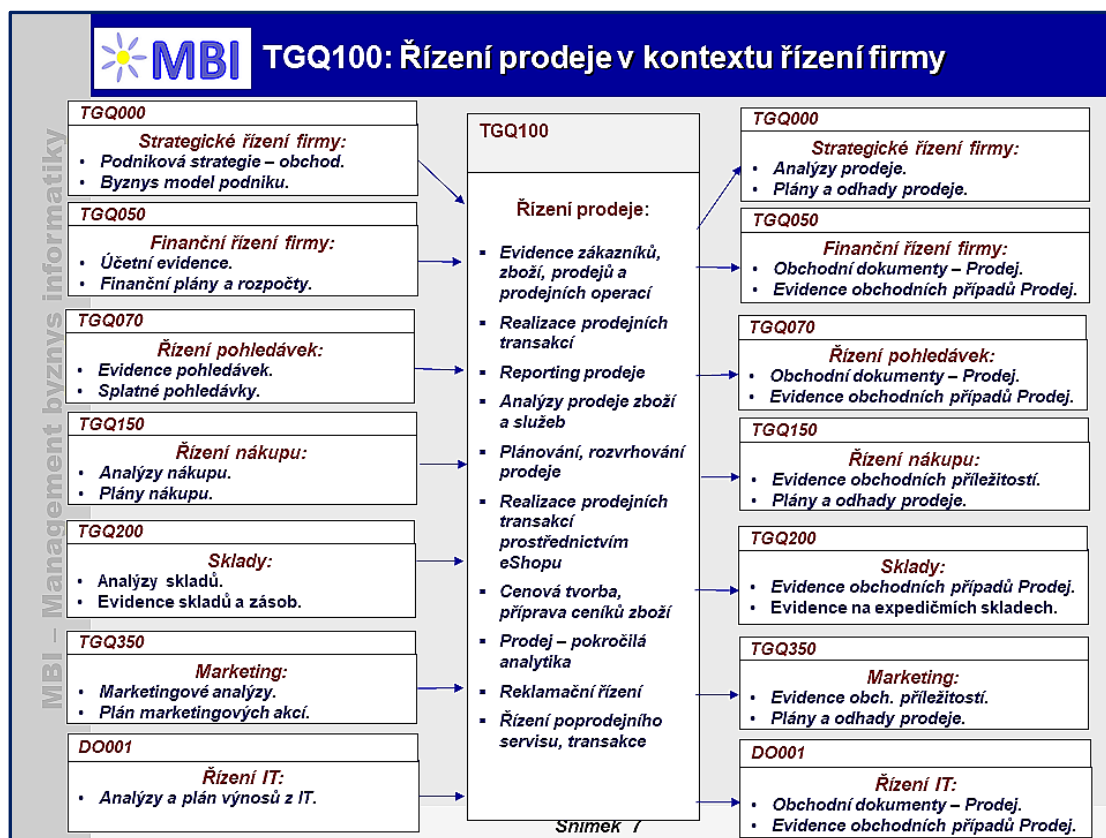 MBI
TGQ100: Řízení prodeje v kontextu řízení firmy
MBI – Management byznys informatiky
TGQ000
Strategické řízení firmy:
• Podniková strategie – obchod.
• Byznys model podniku.
TGQ050
Finanční řízení firmy:
• Účetní evidence.
• Finanční plány a rozpočty.
TGQ070
Řízení pohledávek:
• Evidence pohledávek.
• Splatné pohledávky.
TGQ150
Řízení nákupu:
• Analýzy nákupu.
• Plány nákupu.
TGQ200
Sklady:
• Analýzy skladů.
• Evidence skladů a zásob.
TGQ350
Marketing:
• Marketingové analýzy.
• Plán marketingových akcí.
DO001
Řízení IT:
• Analýzy a plán výnosů z IT.
TGQ100
Řízení prodeje:
▪ Evidence zákazníků,
zboží, prodejů a
prodejních operací
▪ Realizace prodejních
transakcí
▪ Reporting prodeje
▪ Analýzy prodeje zboží
a služeb
▪ Plánování, rozvrhování
prodeje
▪ Realizace prodejních
transakcí
prostřednictvím
eShopu
▪ Cenová tvorba,
příprava ceníků zboží
▪ Prodej – pokročilá
analytika
▪ Reklamační řízení
▪ Řízení poprodejního
servisu, transakce
TGQ000
Strategické řízení firmy:
• Analýzy prodeje.
• Plány a odhady prodeje.
TGQ050
Finanční řízení firmy:
• Obchodní dokumenty – Prodej.
• Evidence obchodních případů Prodej.
TGQ070
Řízení pohledávek:
• Obchodní dokumenty – Prodej.
• Evidence obchodních případů Prodej.
TGQ150
Řízení nákupu:
• Evidence obchodních příležitostí.
• Plány a odhady prodeje.
TGQ200
Sklady:
• Evidence obchodních případů Prodej.
• Evidence na expedičmích skladech.
TGQ350
Marketing:
• Evidence obch. příležitostí.
• Plány a odhady prodeje.
DO001
Řízení IT:
• Obchodní dokumenty – Prodej.
• Evidence obchodních případů Prodej.
Snímek 7